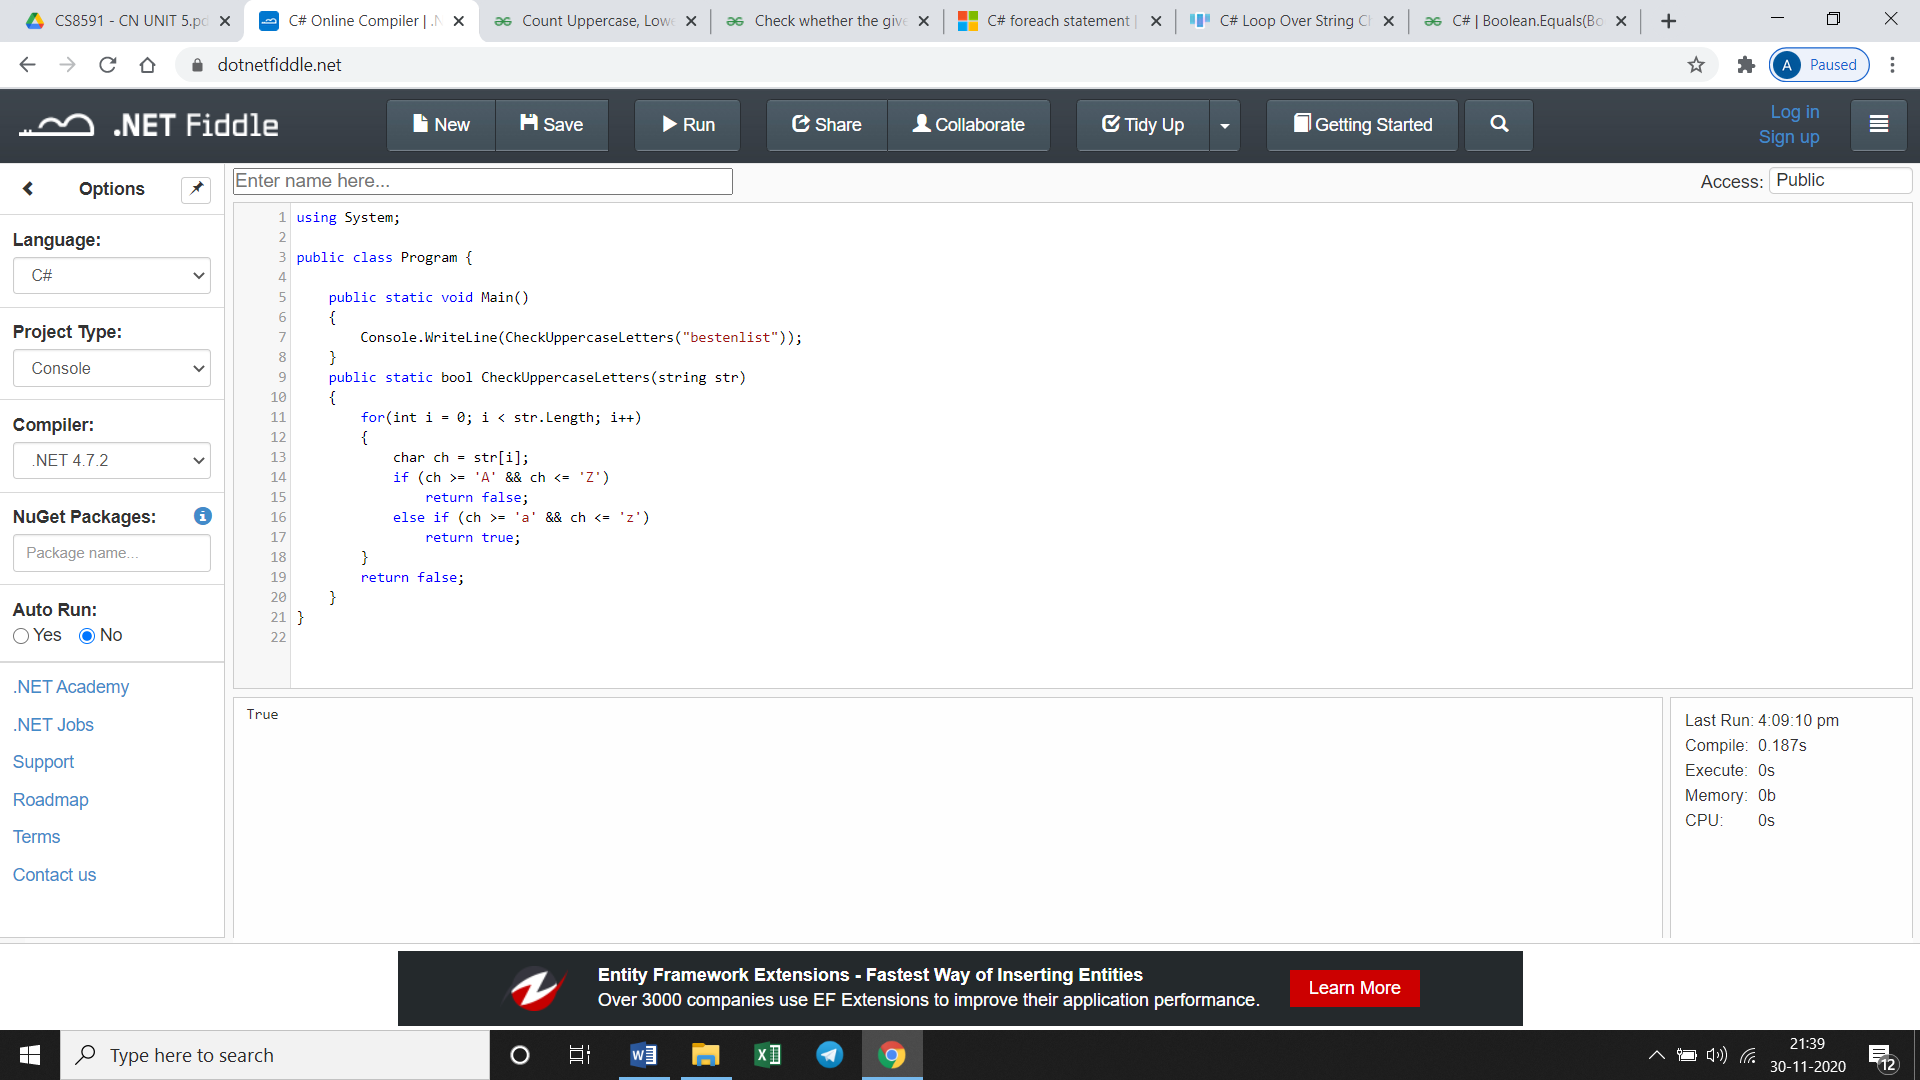 CS8591 - CN UNIT 5.pd
C# Online Compiler | .N
Count Uppercase, Lowe
Check whether the give
C# foreach statement |
C# Loop Over String Ch
C# | Boolean.Equals(Bo
dotnetfiddle.net
A Paused
.NET Fiddle
New
Save
Run
Share
Collaborate
Tidy Up
Getting Started
Log in
Sign up
Options
Enter name here...
Access: Public
Language:
C#
Project Type:
Console
Compiler:
.NET 4.7.2
NuGet Packages:
Package name...
Auto Run:
Yes No
.NET Academy
.NET Jobs
Support
Roadmap
Terms
Contact us
1 using System;
2
3 public class Program {
4
5 public static void Main()
6 {
7 Console.WriteLine(CheckUppercaseLetters("bestenlist"));
8 }
9 public static bool CheckUppercaseLetters(string str)
10 {
11 for(int i = 0; i < str.Length; i++)
12 {
13 char ch = str[i];
14 if (ch >= 'A' && ch <= 'Z')
15 return false;
16 else if (ch >= 'a' && ch <= 'z')
17 return true;
18 }
19 return false;
20 }
21 }
22
True
Last Run: 4:09:10 pm
Compile: 0.187s
Execute: 0s
Memory: 0b
CPU: 0s
Entity Framework Extensions - Fastest Way of Inserting Entities
Over 3000 companies use EF Extensions to improve their application performance.
Learn More
Type here to search
21:39
30-11-2020
12